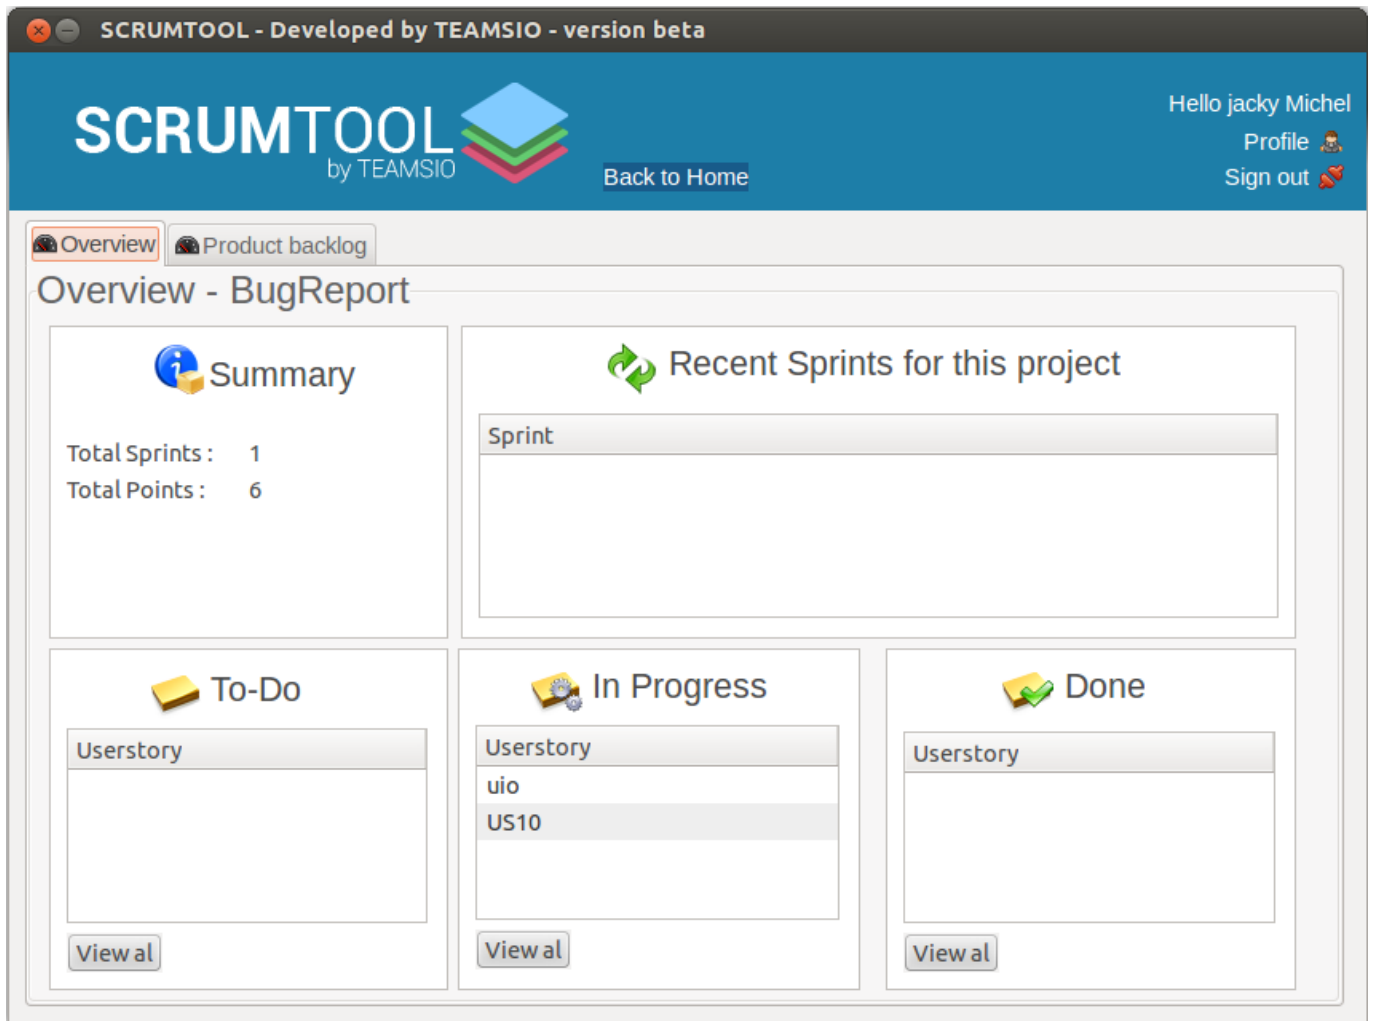 SCRUMTOOL - Developed by TEAMSIO - version beta
SCRUMTOOL
by TEAMSIO
Back to Home
Hello jacky Michel
Profile
Sign out
Overview
Product backlog
Overview - BugReport
Summary
Total Sprints : 1
Total Points : 6
Recent Sprints for this project
Sprint
To-Do
Userstory
View al
In Progress
Userstory
uio
US10
View al
Done
Userstory
View al